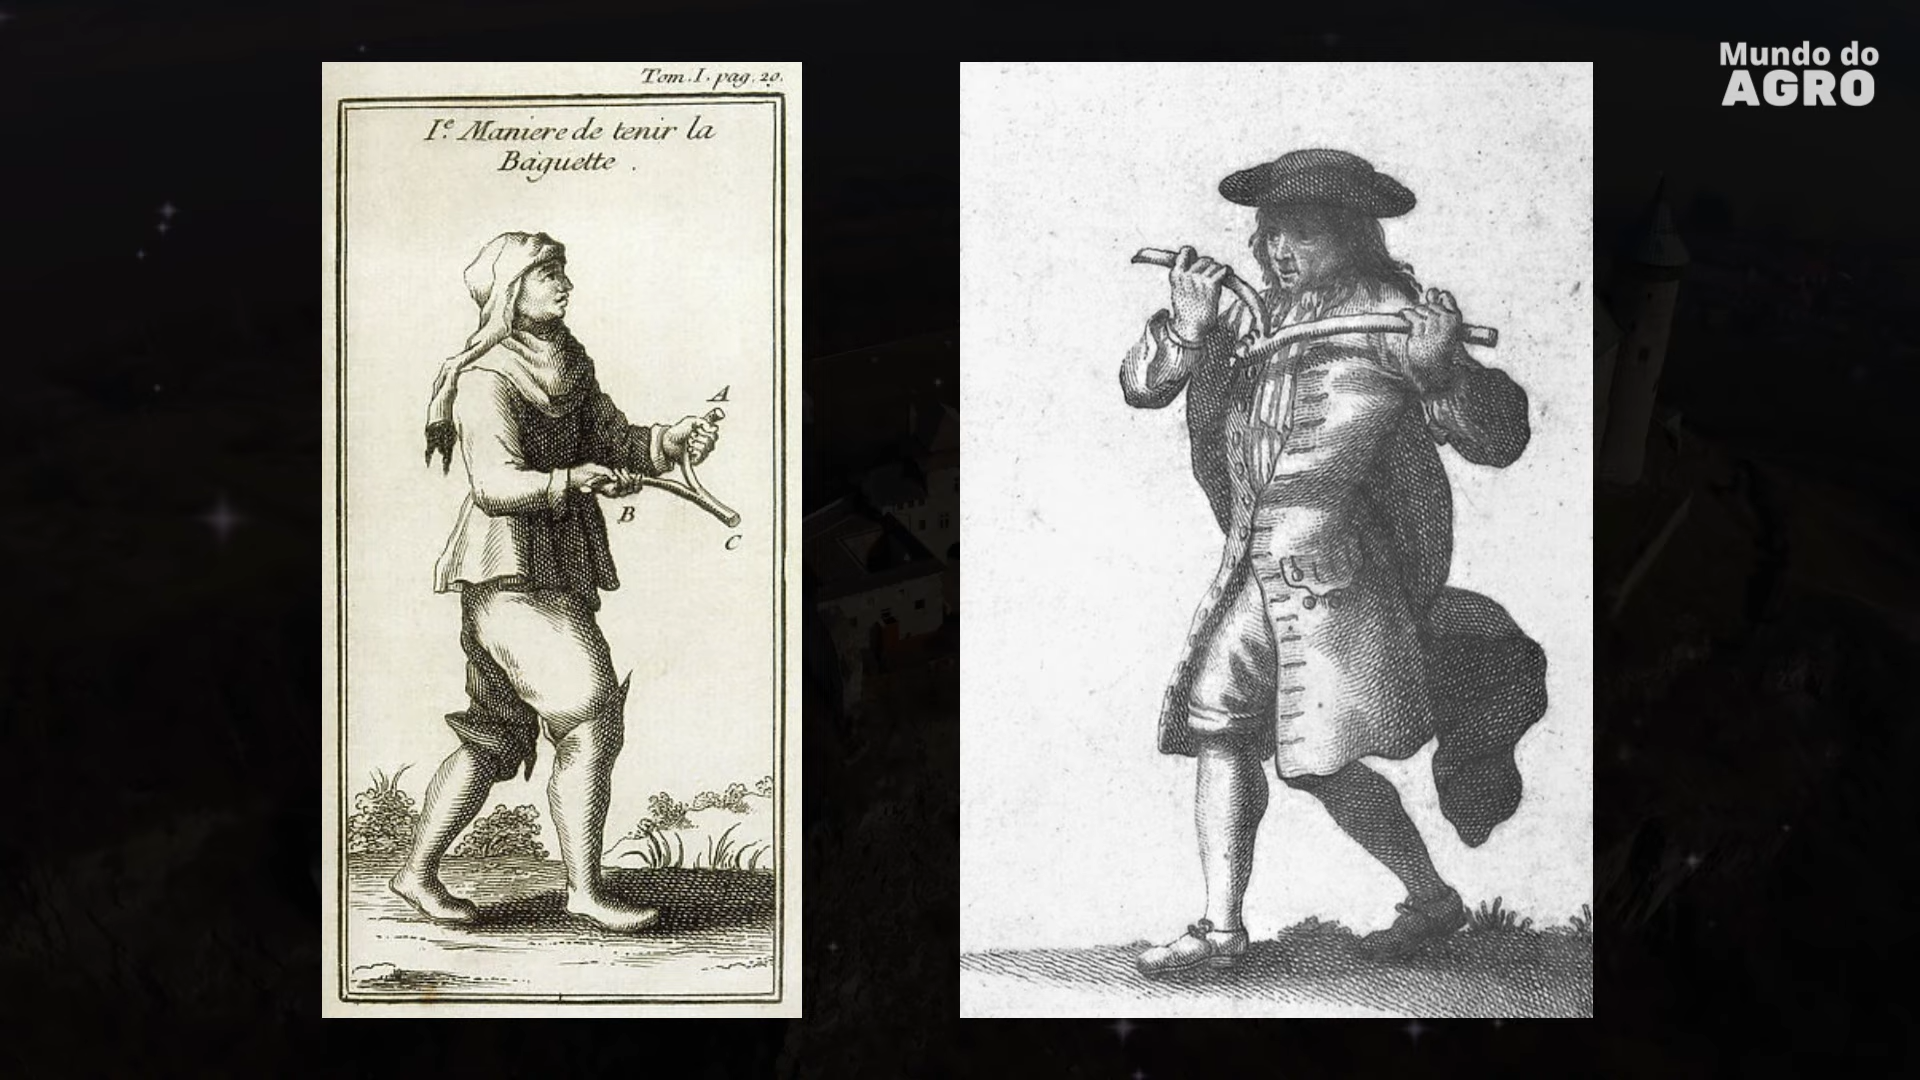 Mundo do
AGRO
Tom. I. pag. 20.
I.e Maniere de tenir la
Baguette .
A
B
C